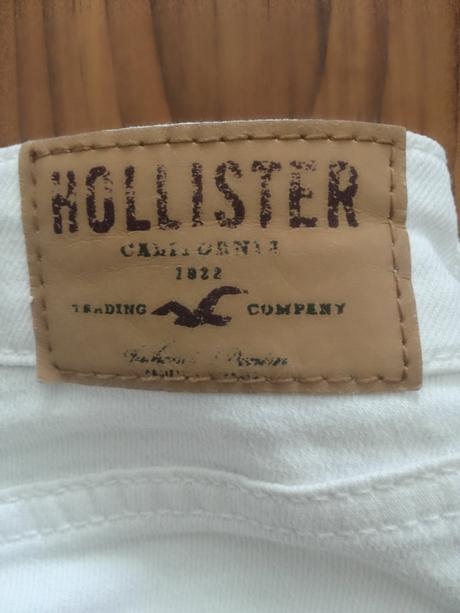 HOLLISTER
CALIFORNIA
1922
TRADING COMPANY